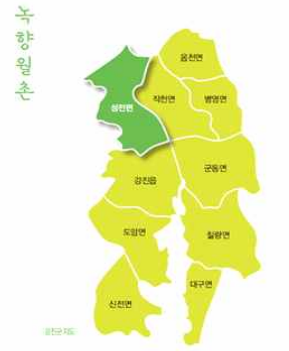 녹향월촌
옴천면
성전면
작천면
병영면
군동면
강진읍
도암면
칠량면
대구면
신전면
강진군 지도